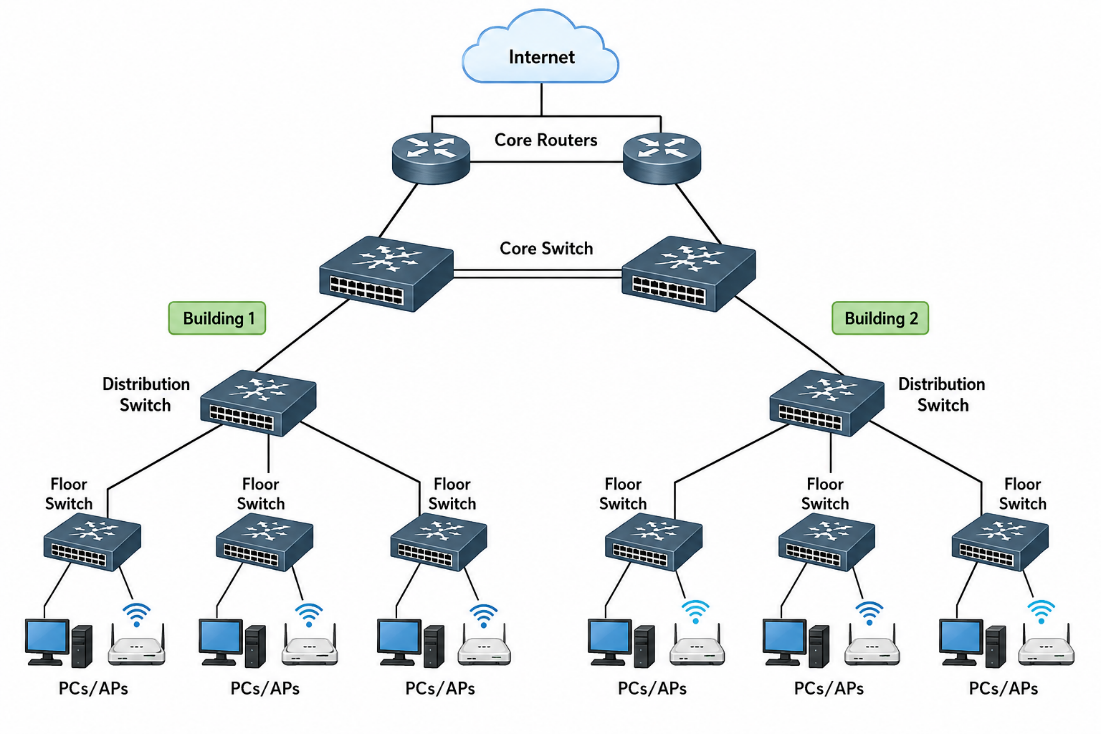 Internet
Core Routers
Core Switch
Building 1
Building 2
Distribution
Switch
Distribution
Switch
Floor
Switch
Floor
Switch
Floor
Switch
Floor
Switch
Floor
Switch
Floor
Switch
PCs/APs
PCs/APs
PCs/APs
PCs/APs
PCs/APs
PCs/APs